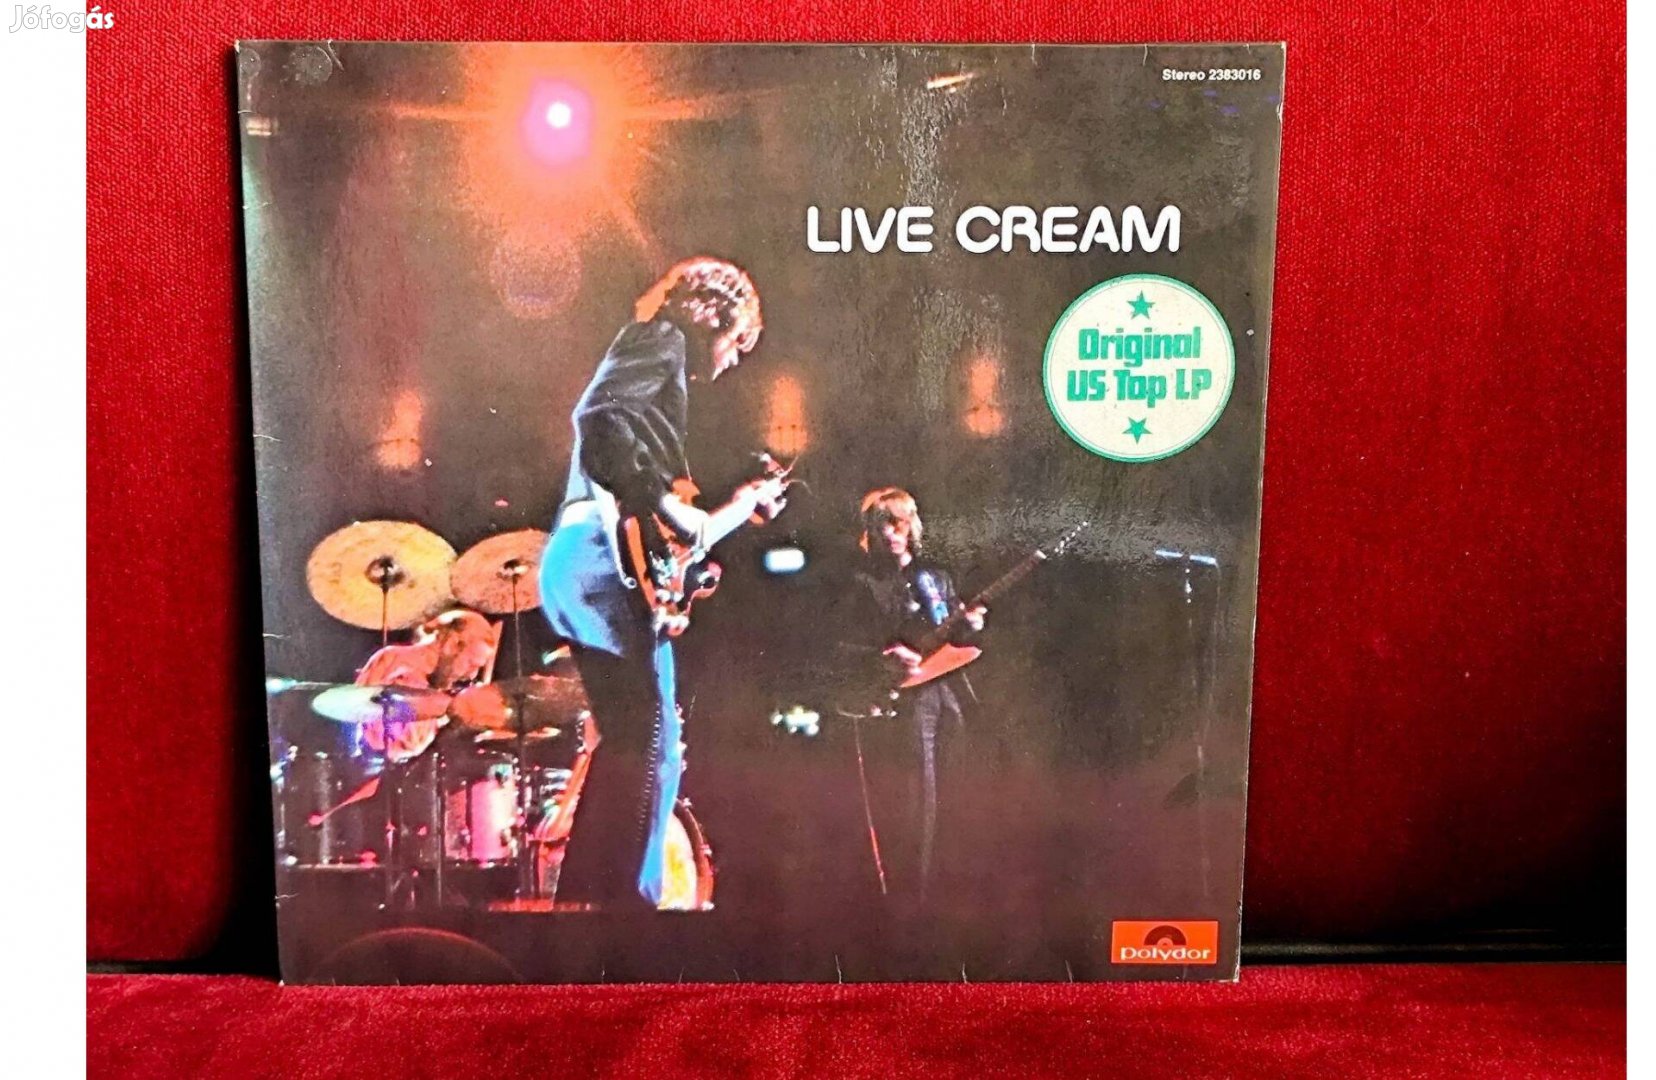 Jófogás
Stereo 2383016
LIVE CREAM
★
Original
US Top LP
★
polydor